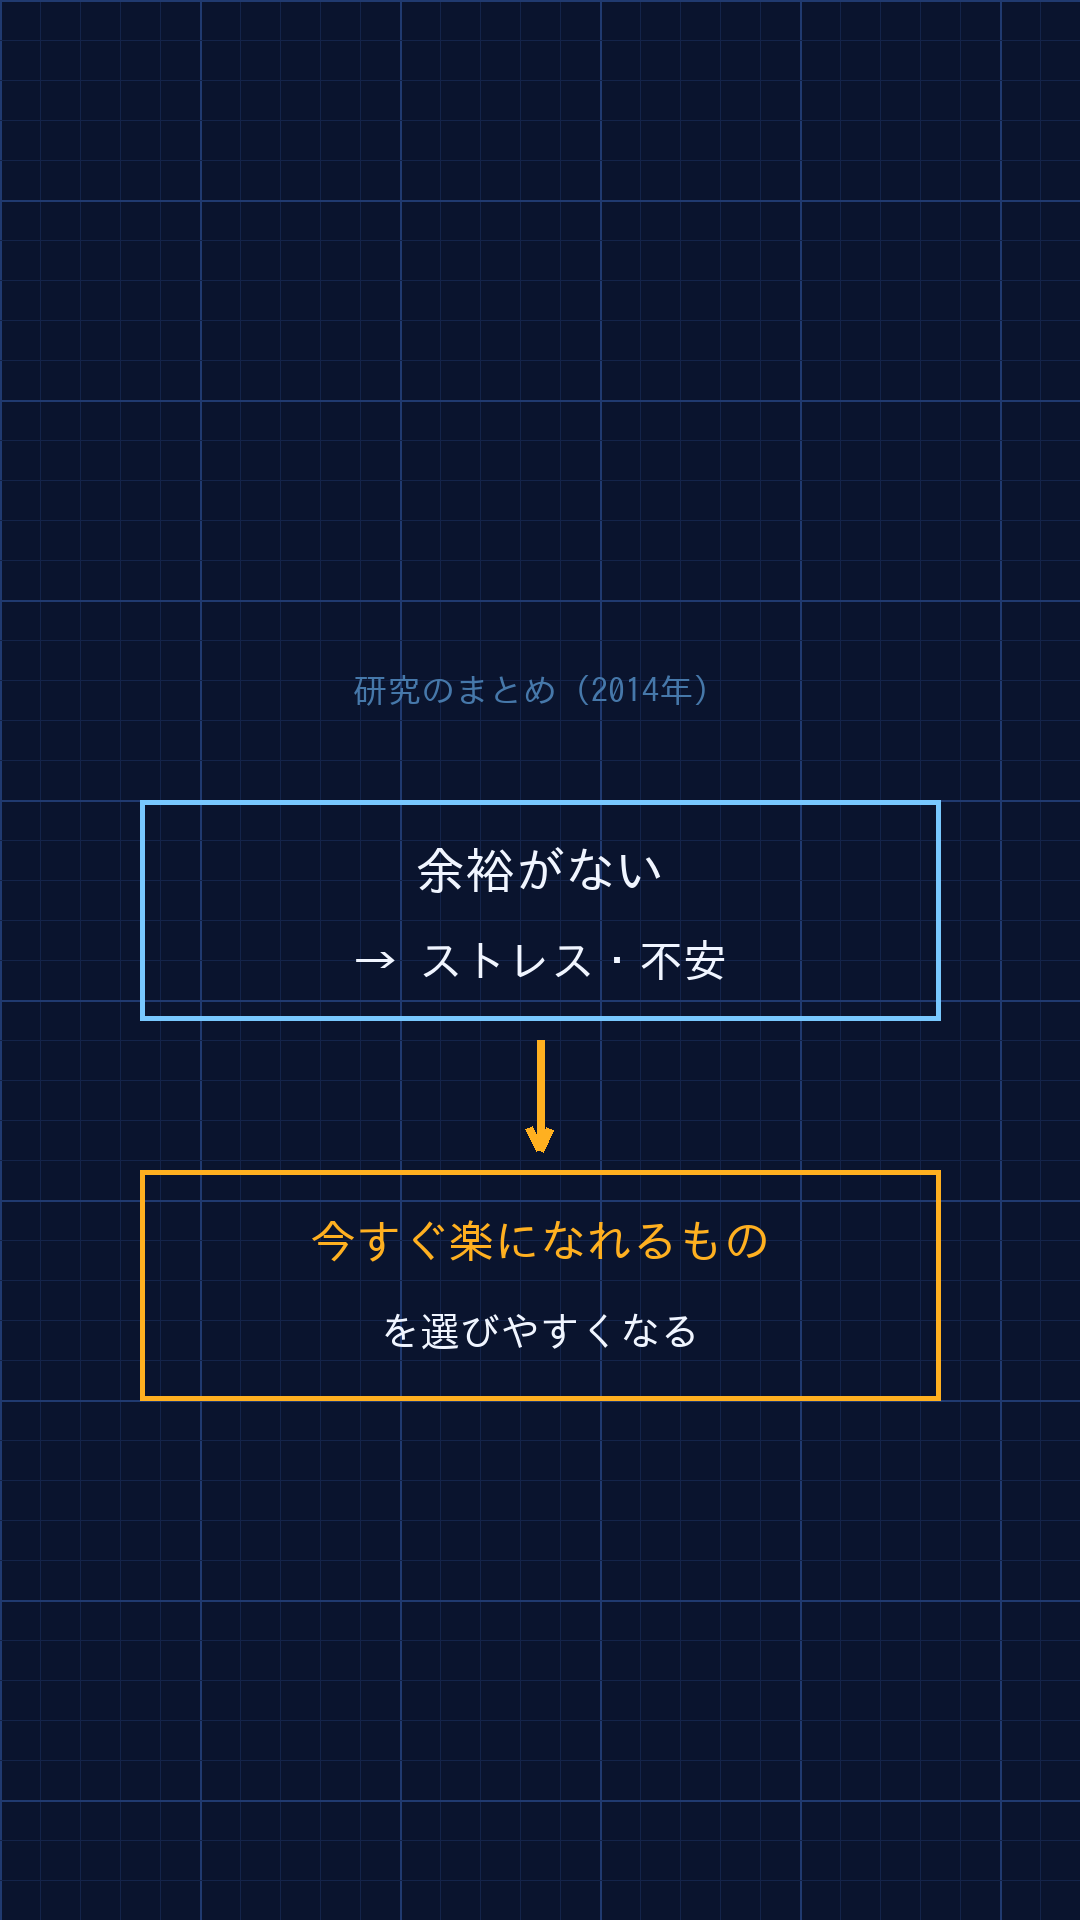 研究のまとめ（2014年）
余裕がない
→ ストレス・不安
今すぐ楽になれるもの
を選びやすくなる